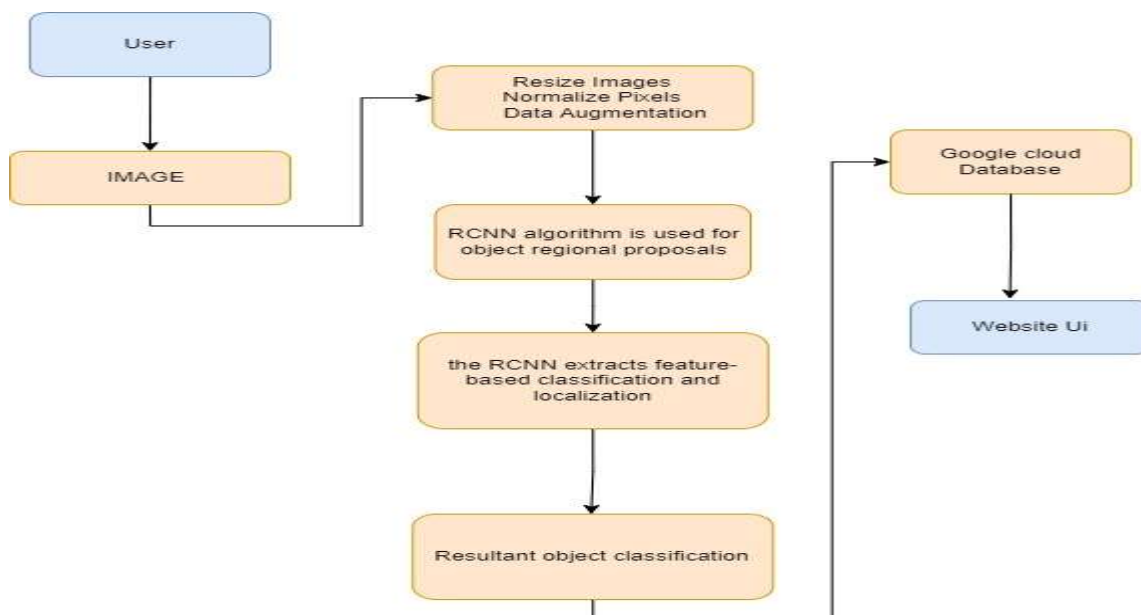 User
IMAGE
Resize Images
Normalize Pixels
Data Augmentation
RCNN algorithm is used for
object regional proposals
the RCNN extracts feature-
based classification and
localization
Resultant object classification
Google cloud
Database
Website Ui